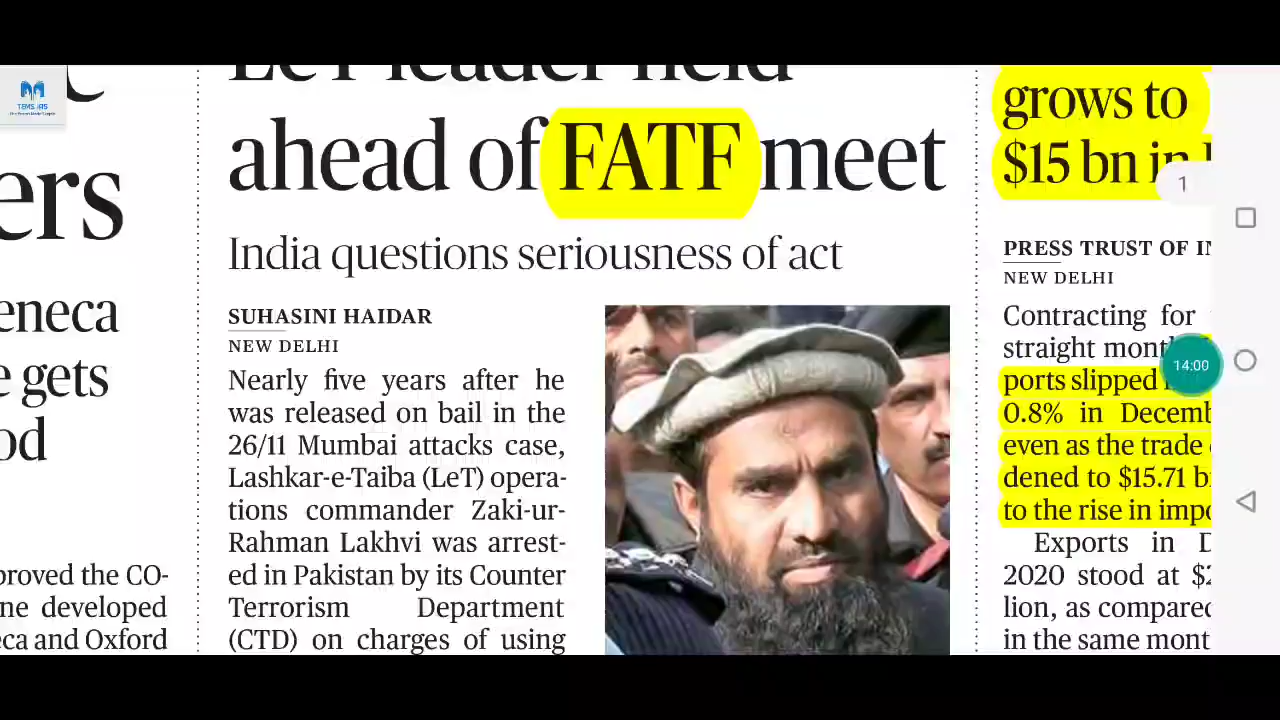 TEMS IAS
ers
eneca
e gets
od
proved the CO-
ne developed
eca and Oxford
LeT leader held
ahead of FATF meet
India questions seriousness of act
SUHASINI HAIDAR
NEW DELHI
Nearly five years after he
was released on bail in the
26/11 Mumbai attacks case,
Lashkar-e-Taiba (LeT) opera-
tions commander Zaki-ur-
Rahman Lakhvi was arrest-
ed in Pakistan by its Counter
Terrorism Department
(CTD) on charges of using
grows to
$15 bn in
1
PRESS TRUST OF IN
NEW DELHI
Contracting for
straight mont
14:00
ports slipped
0.8% in Decemb
even as the trade
dened to $15.71 b
to the rise in impo
Exports in D
2020 stood at $2
lion, as compared
in the same mont